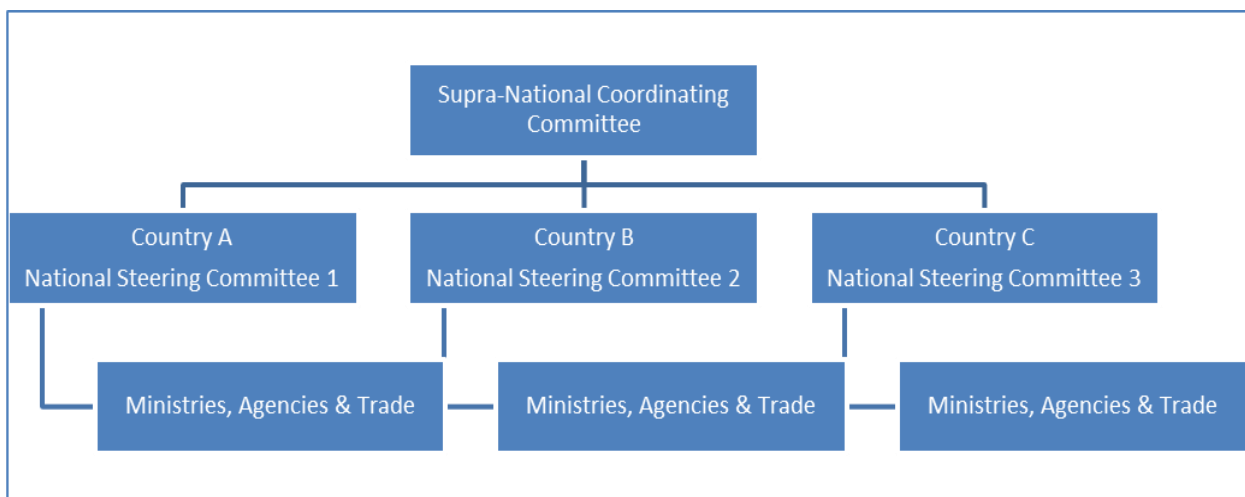 Supra-National Coordinating
Committee
Country A
National Steering Committee 1
Country B
National Steering Committee 2
Country C
National Steering Committee 3
Ministries, Agencies & Trade
Ministries, Agencies & Trade
Ministries, Agencies & Trade